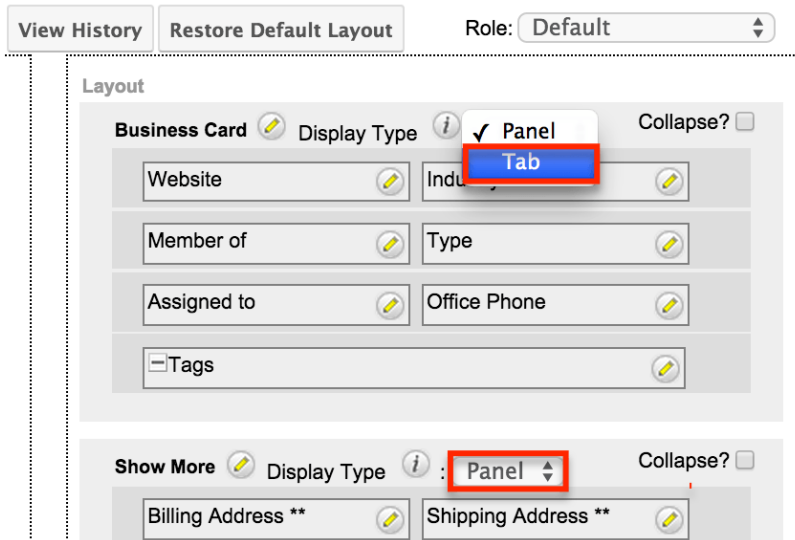 View History Restore Default Layout Role: Default
Layout
Business Card Display Type i ✓ Panel Collapse?
Tab
Website
Member of Type
Assigned to Office Phone
Tags
Show More Display Type i : Panel Collapse?
Billing Address ** Shipping Address **